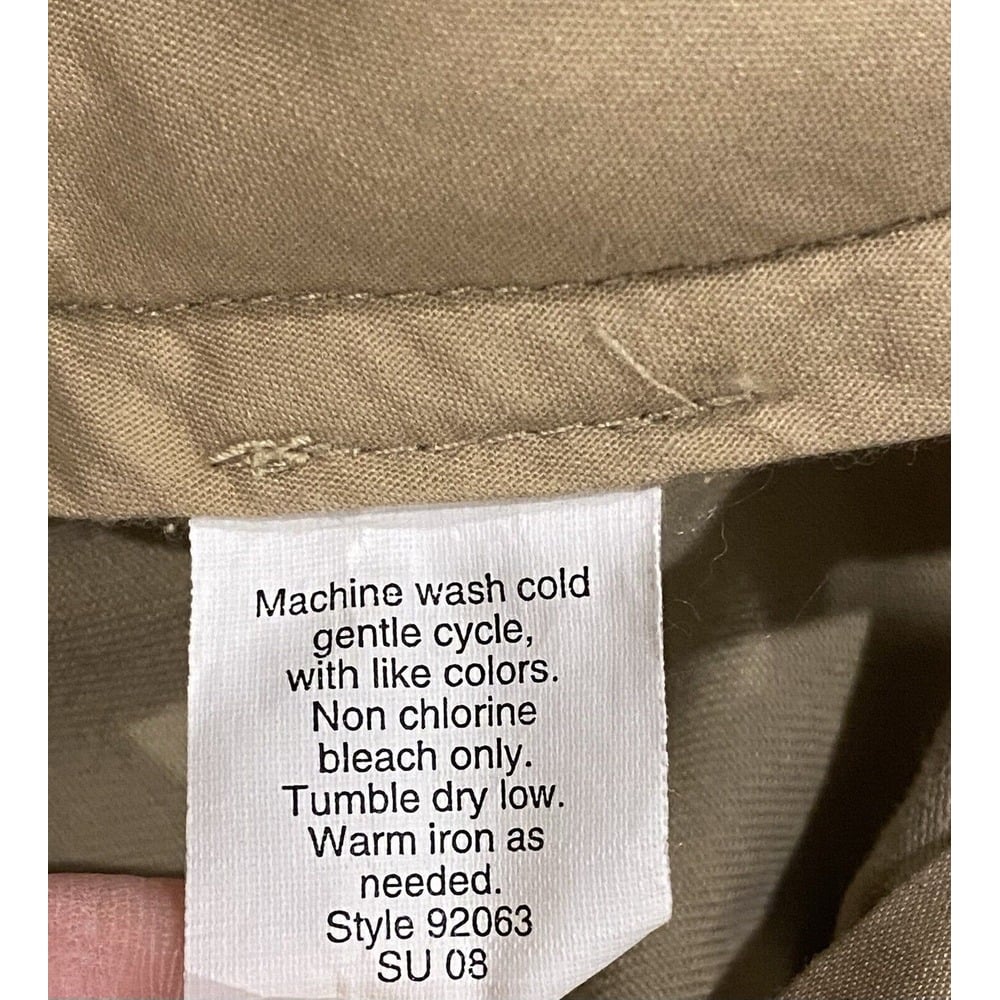 Machine wash cold
gentle cycle,
with like colors.
Non chlorine
bleach only.
Tumble dry low.
Warm iron as
needed.
Style 92063
SU 08